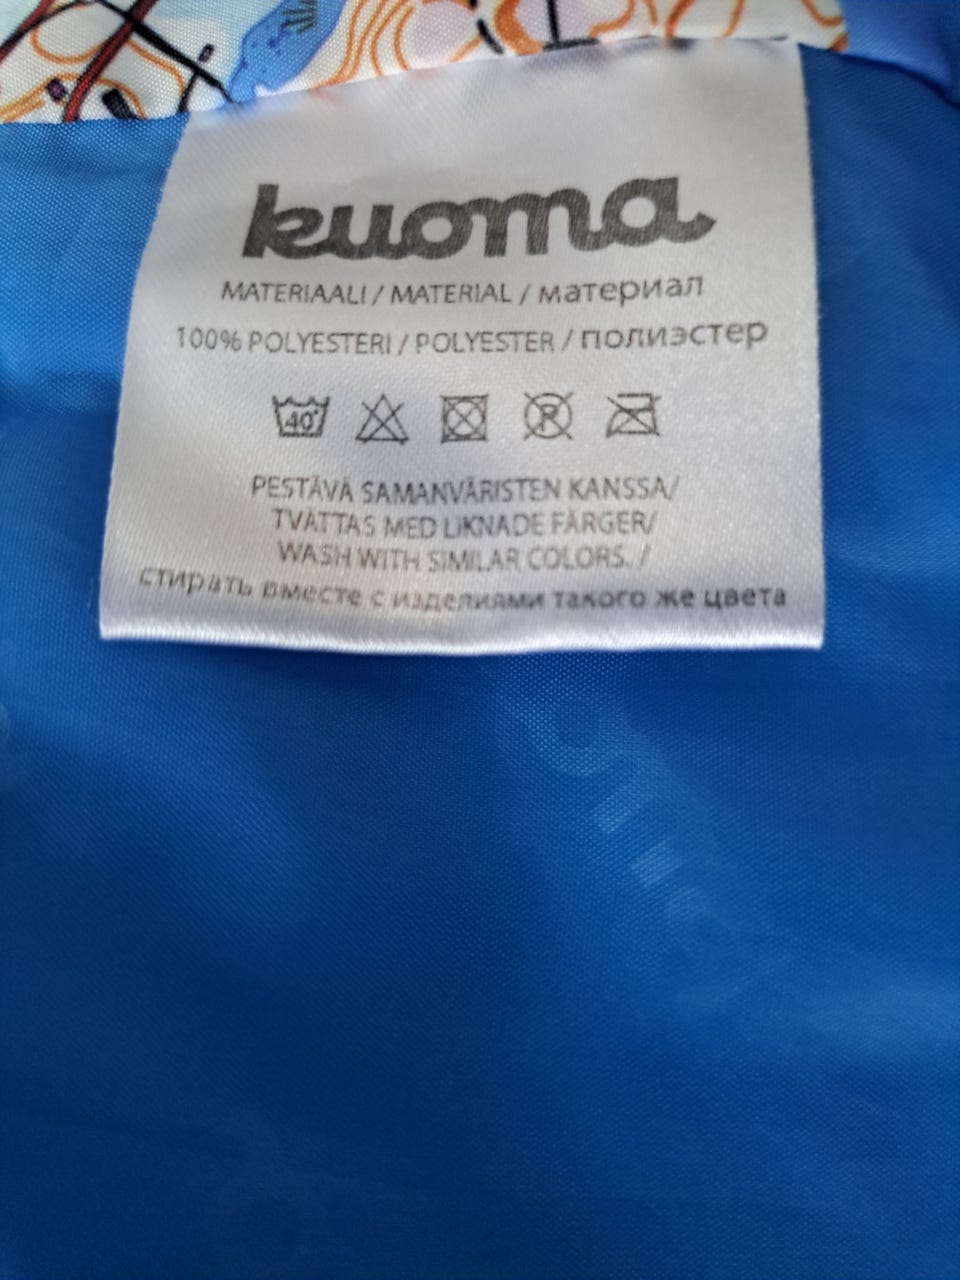 kuoma
MATERIAALI / MATERIAL / материал
100% POLYESTERI / POLYESTER / полиэстер
40°
P
PESTÄVÄ SAMANVÄRISTEN KANSSA/
TVÄTTAS MED LIKNADE FÄRGER/
WASH WITH SIMILAR COLORS. /
стирать вместе с изделиями такого же цвета